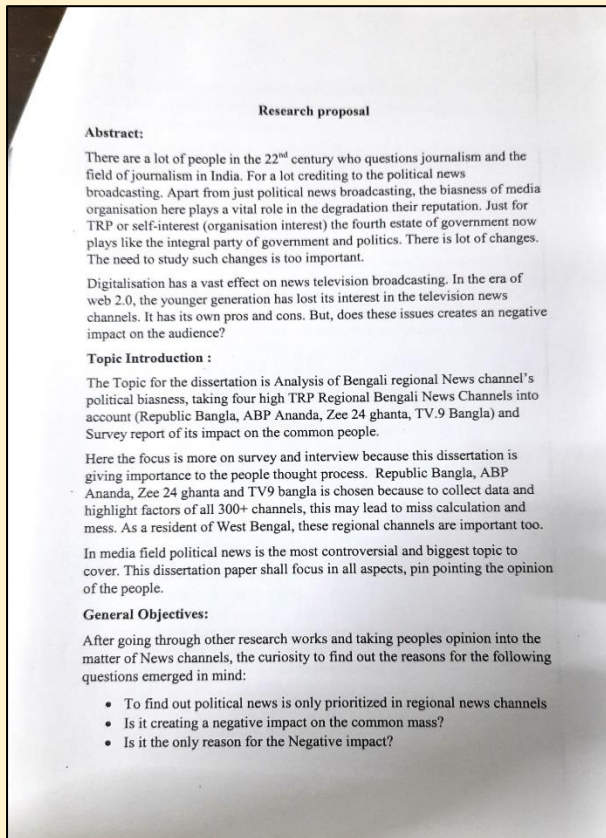 Research proposal
Abstract:
There are a lot of people in the 22nd century who questions journalism and the
field of journalism in India. For a lot crediting to the political news
broadcasting. Apart from just political news broadcasting, the biasness of media
organisation here plays a vital role in the degradation their reputation. Just for
TRP or self-interest (organisation interest) the fourth estate of government now
plays like the integral party of government and politics. There is lot of changes.
The need to study such changes is too important.
Digitalisation has a vast effect on news television broadcasting. In the era of
web 2.0, the younger generation has lost its interest in the television news
channels. It has its own pros and cons. But, does these issues creates an negative
impact on the audience?
Topic Introduction :
The Topic for the dissertation is Analysis of Bengali regional News channel's
political biasness, taking four high TRP Regional Bengali News Channels into
account (Republic Bangla, ABP Ananda, Zee 24 ghanta, TV.9 Bangla) and
Survey report of its impact on the common people.
Here the focus is more on survey and interview because this dissertation is
giving importance to the people thought process. Republic Bangla, ABP
Ananda, Zee 24 ghanta and TV9 bangla is chosen because to collect data and
highlight factors of all 300+ channels, this may lead to miss calculation and
mess. As a resident of West Bengal, these regional channels are important too.
In media field political news is the most controversial and biggest topic to
cover. This dissertation paper shall focus in all aspects, pin pointing the opinion
of the people.
General Objectives:
After going through other research works and taking peoples opinion into the
matter of News channels, the curiosity to find out the reasons for the following
questions emerged in mind:
• To find out political news is only prioritized in regional news channels
• Is it creating a negative impact on the common mass?
• Is it the only reason for the Negative impact?